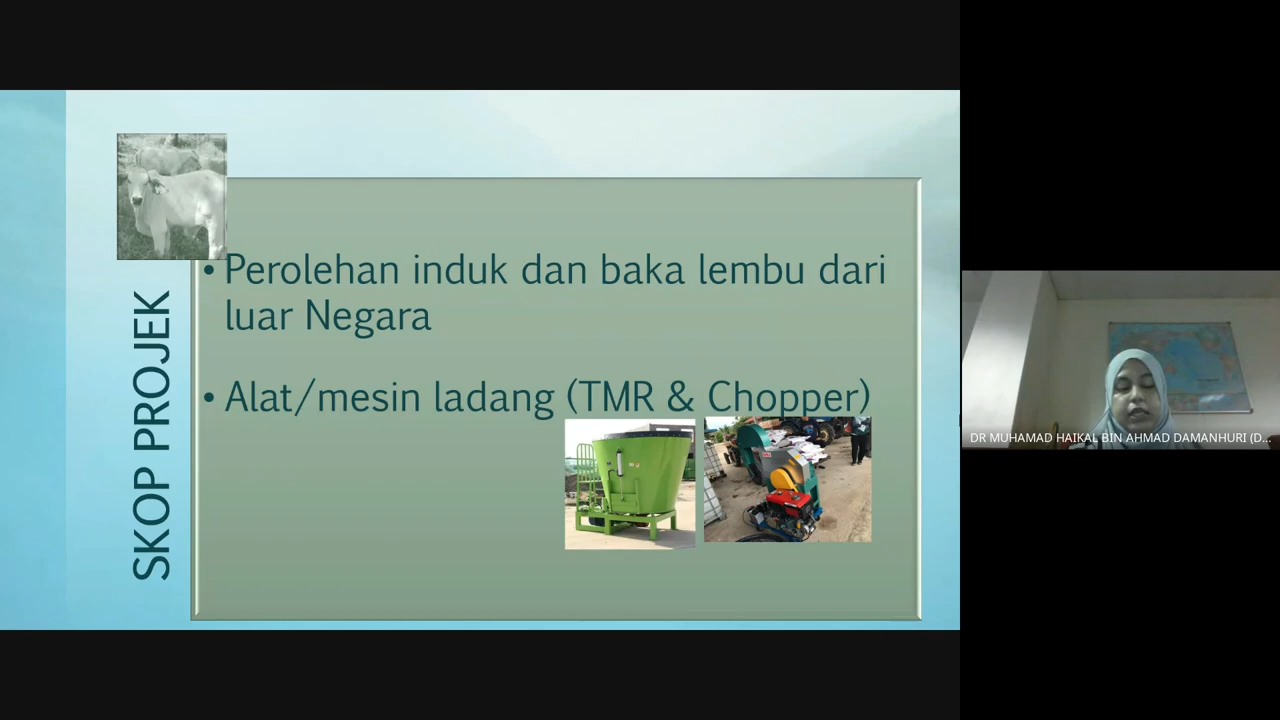 SKOP PROJEK
• Perolehan induk dan baka lembu dari
luar Negara
• Alat/mesin ladang (TMR & Chopper)
DR MUHAMAD HAIKAL BIN AHMAD DAMANHURI (D...